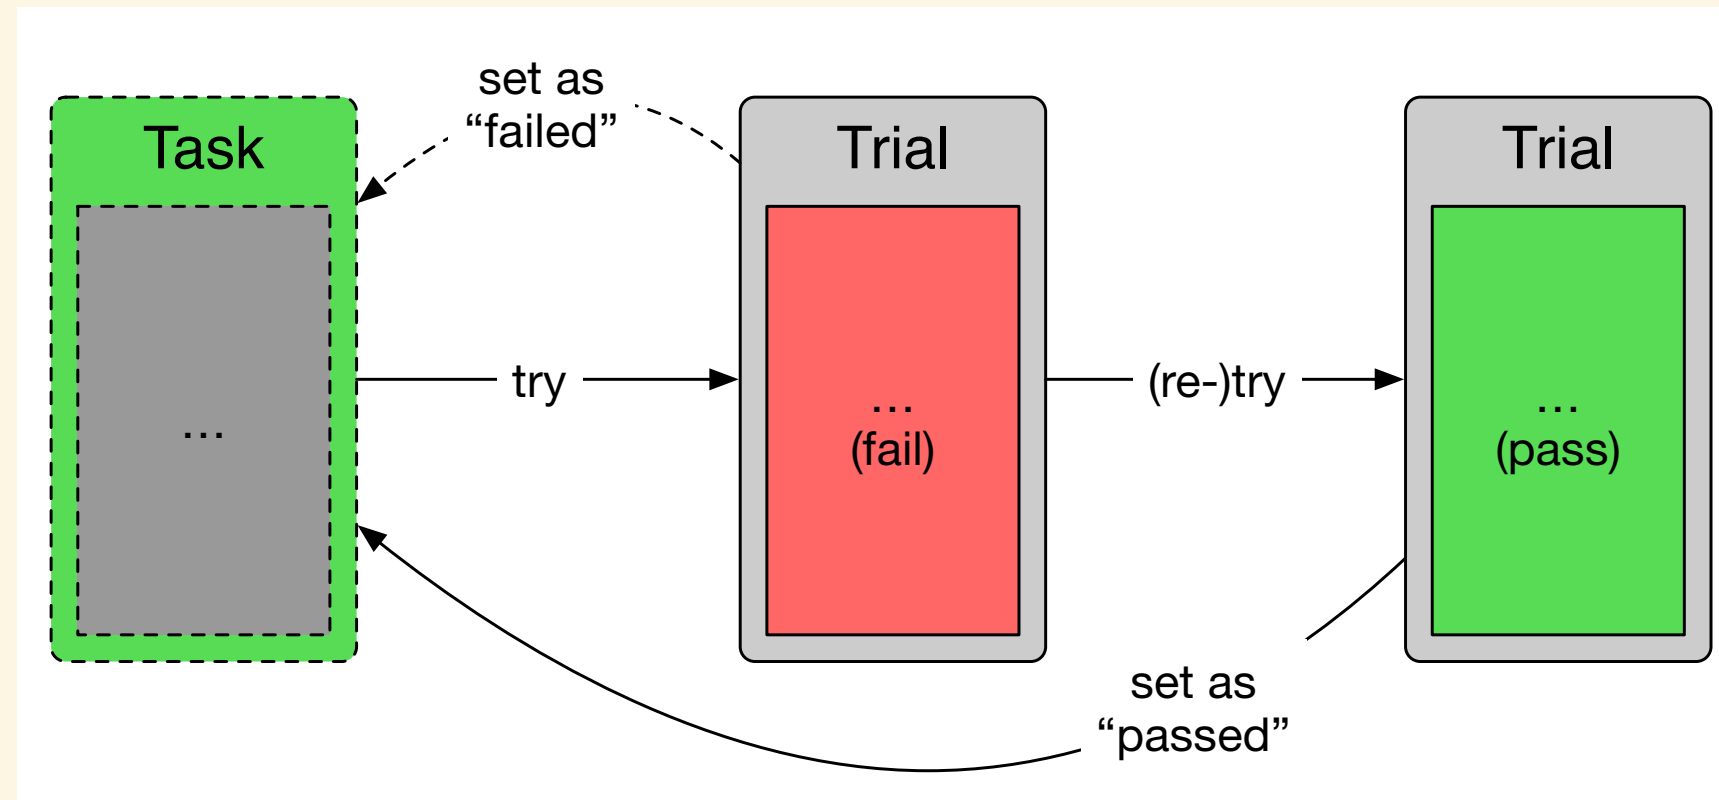 set as
“failed”
Task
Trial
Trial
...
try
...
(fail)
(re-)try
...
(pass)
set as
“passed”